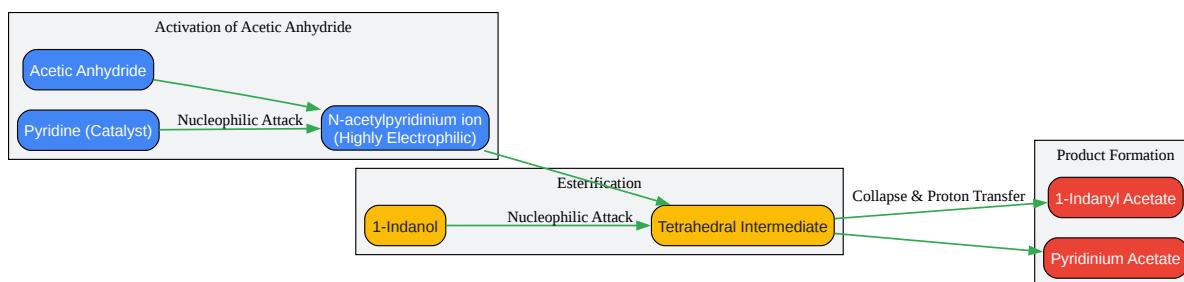 Activation of Acetic Anhydride
Acetic Anhydride
Pyridine (Catalyst)
Nucleophilic Attack
N-acetylpyridinium ion
(Highly Electrophilic)
Esterification
1-Indanol
Nucleophilic Attack
Tetrahedral Intermediate
Collapse & Proton Transfer
Product Formation
1-Indanyl Acetate
Pyridinium Acetate